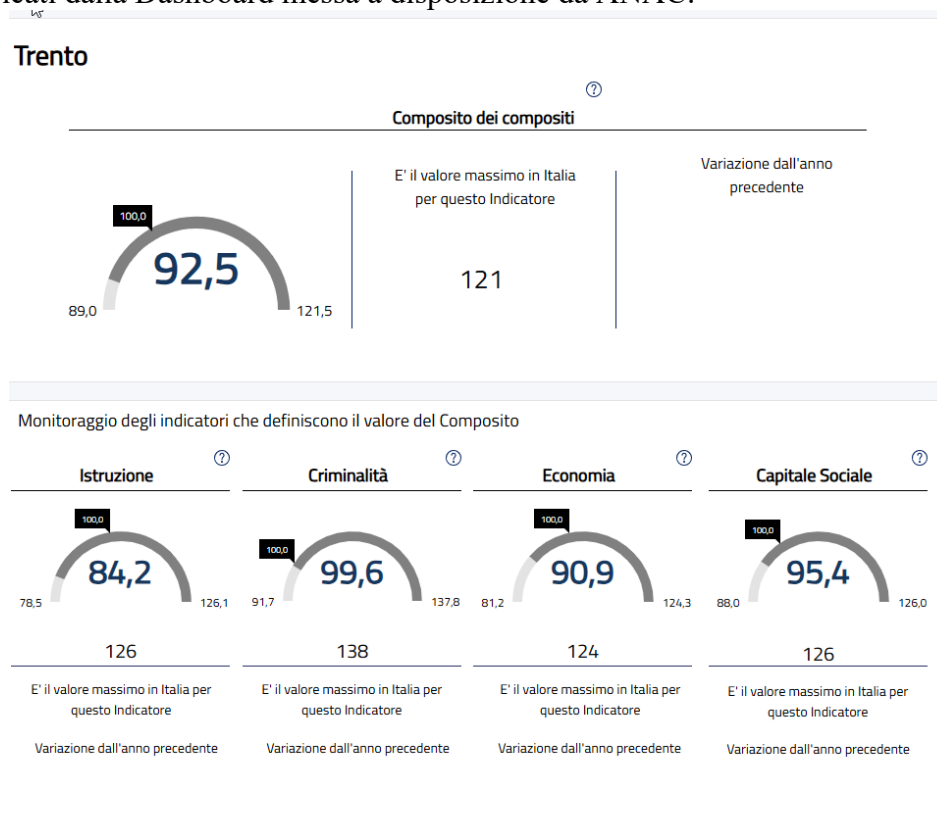 dalla Dashboard messa a disposizione da ANAC:
Trento
?
Composito dei compositi
E' il valore massimo in Italia
per questo Indicatore
Variazione dall'anno
precedente
100,0
92,5
121
89,0
121,5
Monitoraggio degli indicatori che definiscono il valore del Composito
? ? ? ?
Istruzione Criminalità Economia Capitale Sociale
100,0 100,0 100,0 100,0
84,2 99,6 90,9 95,4
78,5 126,1 91,7 137,8 81,2 124,3 88,0 126,0
126 138 124 126
E' il valore massimo in Italia per E' il valore massimo in Italia per E' il valore massimo in Italia per E' il valore massimo in Italia per
questo Indicatore questo Indicatore questo Indicatore questo Indicatore
Variazione dall'anno precedente Variazione dall'anno precedente Variazione dall'anno precedente Variazione dall'anno precedente